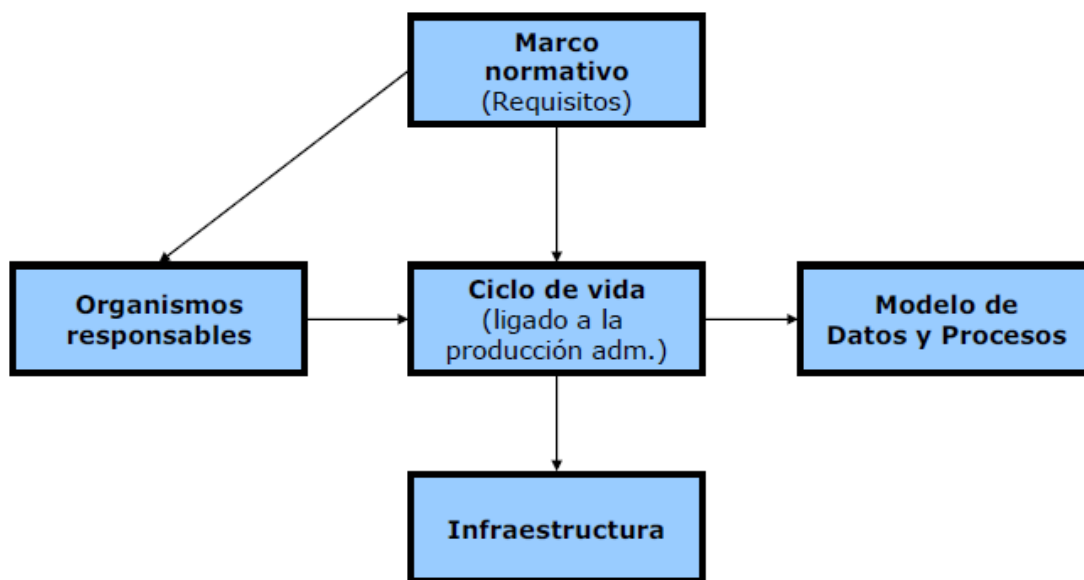 Marco
normativo
(Requisitos)
Organismos
responsables
Ciclo de vida
(ligado a la
producción adm.)
Modelo de
Datos y Procesos
Infraestructura